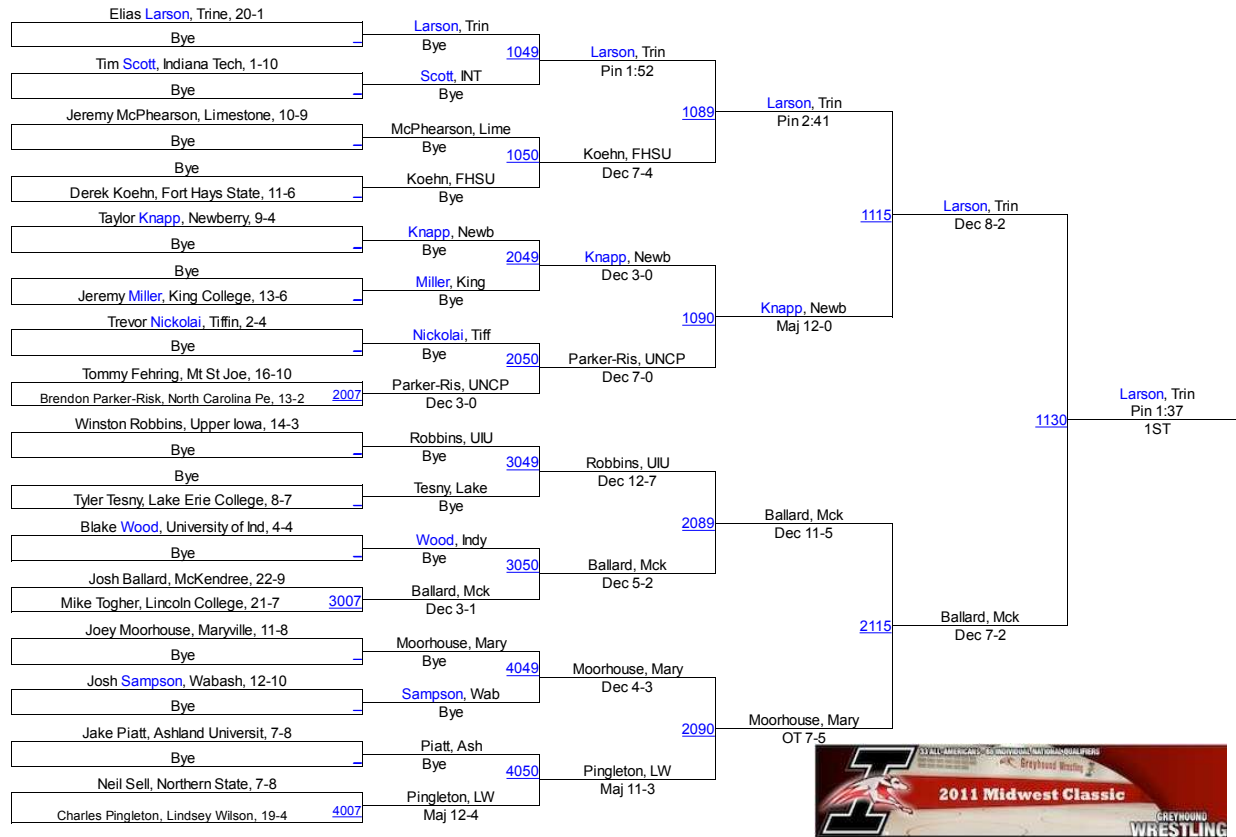 Elias Larson, Trine, 20-1
Bye
Tim Scott, Indiana Tech, 1-10
Bye
Jeremy McPhearson, Limestone, 10-9
Bye
Bye
Derek Koehn, Fort Hays State, 11-6
Taylor Knapp, Newberry, 9-4
Bye
Bye
Jeremy Miller, King College, 13-6
Trevor Nickolai, Tiffin, 2-4
Bye
Tommy Fehring, Mt St Joe, 16-10
Brendon Parker-Risk, North Carolina Pe, 13-2 2007
Winston Robbins, Upper Iowa, 14-3
Bye
Bye
Tyler Tesny, Lake Erie College, 8-7
Blake Wood, University of Ind, 4-4
Bye
Josh Ballard, McKendree, 22-9
Mike Togher, Lincoln College, 21-7 3007
Joey Moorhouse, Maryville, 11-8
Bye
Josh Sampson, Wabash, 12-10
Bye
Jake Piatt, Ashland Universit, 7-8
Bye
Neil Sell, Northern State, 7-8
Charles Pingleton, Lindsey Wilson, 19-4 4007
Larson, Trin
Bye
1049
Scott, INT
Bye
McPhearson, Lime
Bye
1050
Koehn, FHSU
Bye
Knapp, Newb
Bye
2049
Miller, King
Bye
Nickolai, Tiff
Bye
2050
Parker-Ris, UNCP
Dec 3-0
Robbins, UIU
Bye
3049
Tesny, Lake
Bye
Wood, Indy
Bye
3050
Ballard, Mck
Dec 3-1
Moorhouse, Mary
Bye
4049
Sampson, Wab
Bye
Piatt, Ash
Bye
4050
Pingleton, LW
Maj 12-4
Larson, Trin
Pin 1:52
1089
Koehn, FHSU
Dec 7-4
Knapp, Newb
Dec 3-0
1090
Parker-Ris, UNCP
Dec 7-0
Robbins, UIU
Dec 12-7
2089
Ballard, Mck
Dec 5-2
Moorhouse, Mary
Dec 4-3
2090
Pingleton, LW
Maj 11-3
Larson, Trin
Pin 2:41
1115
Knapp, Newb
Maj 12-0
Ballard, Mck
Dec 11-5
2115
Moorhouse, Mary
OT 7-5
Larson, Trin
Dec 8-2
1130
Ballard, Mck
Dec 7-2
Larson, Trin
Pin 1:37
1ST
33 ALL-AMERICANS 88 INDIVIDUAL NATIONAL QUALIFIERS
Greyhound Wrestling
I
2011 Midwest Classic
GREYHOUND
WRESTLING